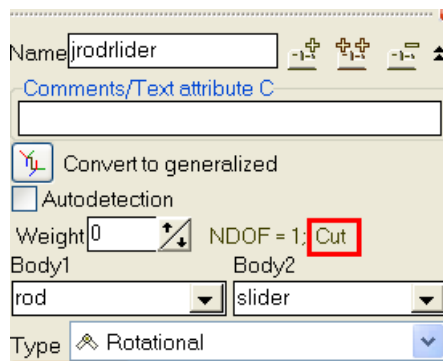 Name jrodrlider
Comments/Text attribute C
Convert to generalized
Autodetection
Weight 0 NDOF = 1; Cut
Body1 Body2
rod slider
Type Rotational